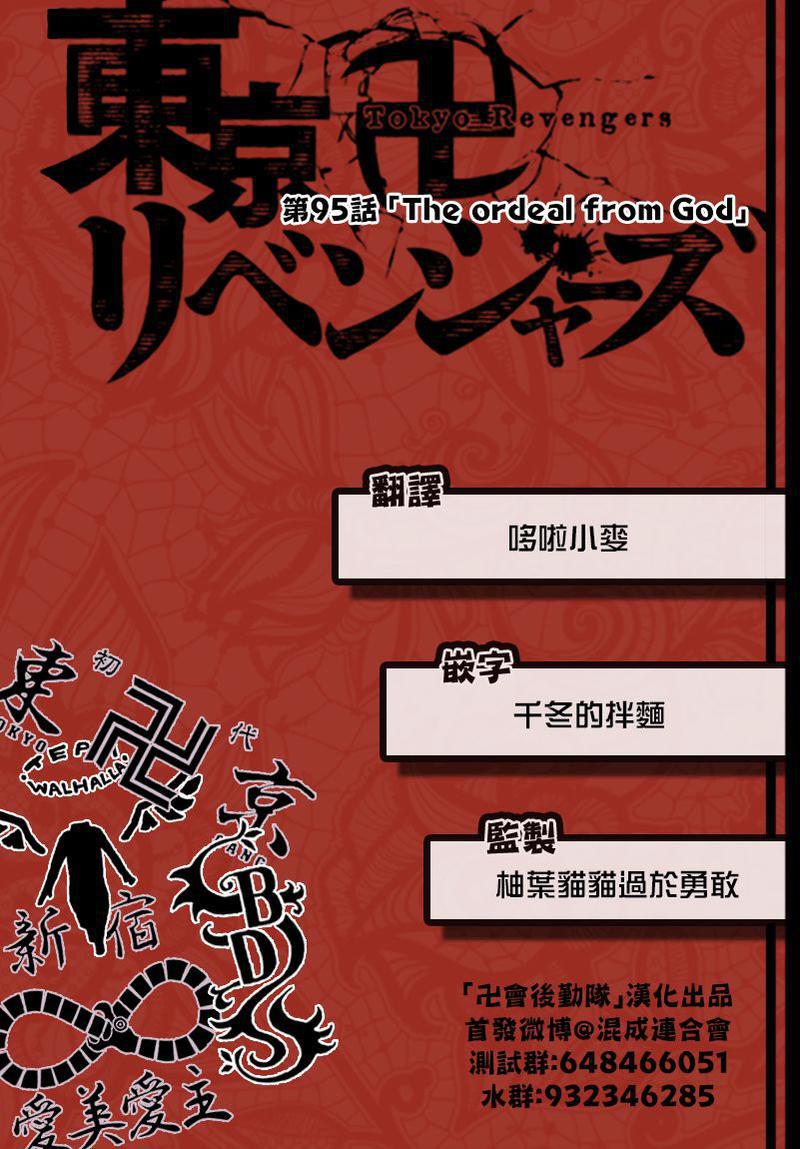 東京卍
Tokyo Revengers
第95話「The ordeal from God」
リベンジャーズ
翻譯
哆啦小麥
嵌字
千冬的拌麵
監製
柚葉貓貓過於勇敢
「卍會後勤隊」漢化出品
首發微博@混成連合會
測試群:648466051
水群:932346285
東 初 卍 代 京
TOKYO
WALHALLA
新宿
BD
愛美愛主